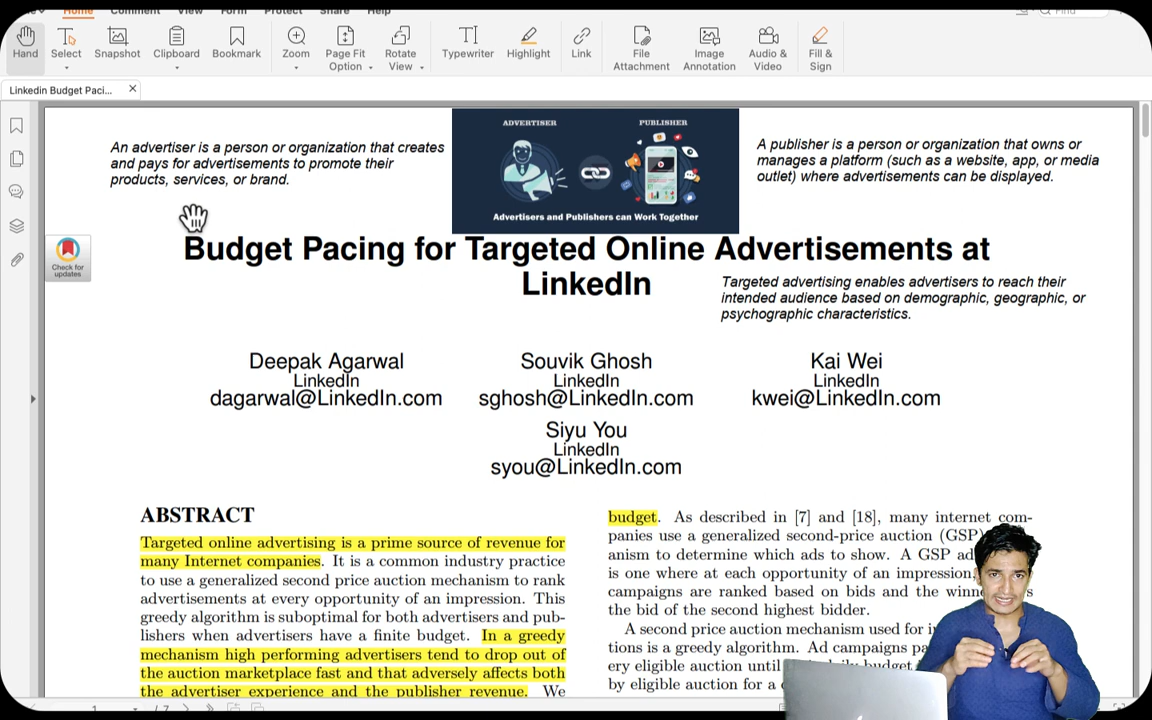 Home Comment View Form Protect Share Help
Find
Hand
Select
Snapshot
Clipboard
Bookmark
Zoom
Page Fit
Option
Rotate
View
Typewriter
Highlight
Link
File
Attachment
Image
Annotation
Audio &
Video
Fill &
Sign
Linkedin Budget Paci...
An advertiser is a person or organization that creates
and pays for advertisements to promote their
products, services, or brand.
ADVERTISER
PUBLISHER
Advertisers and Publishers can Work Together
A publisher is a person or organization that owns or
manages a platform (such as a website, app, or media
outlet) where advertisements can be displayed.
Check for
updates
Budget Pacing for Targeted Online Advertisements at
LinkedIn
Targeted advertising enables advertisers to reach their
intended audience based on demographic, geographic, or
psychographic characteristics.
Deepak Agarwal
LinkedIn
dagarwal@LinkedIn.com
Souvik Ghosh
LinkedIn
sghosh@LinkedIn.com
Kai Wei
LinkedIn
kwei@LinkedIn.com
Siyu You
LinkedIn
syou@LinkedIn.com
ABSTRACT
Targeted online advertising is a prime source of revenue for
many Internet companies. It is a common industry practice
to use a generalized second price auction mechanism to rank
advertisements at every opportunity of an impression. This
greedy algorithm is suboptimal for both advertisers and pub-
lishers when advertisers have a finite budget. In a greedy
mechanism high performing advertisers tend to drop out of
the auction marketplace fast and that adversely affects both
the advertiser experience and the publisher revenue. We
budget. As described in [7] and [18], many internet com-
panies use a generalized second-price auction (GSP)
anism to determine which ads to show. A GSP ad
is one where at each opportunity of an impression,
campaigns are ranked based on bids and the winn
the bid of the second highest bidder.
A second price auction mechanism used for i
tions is a greedy algorithm. Ad campaigns pa
ery eligible auction until daily budget
by eligible auction for a